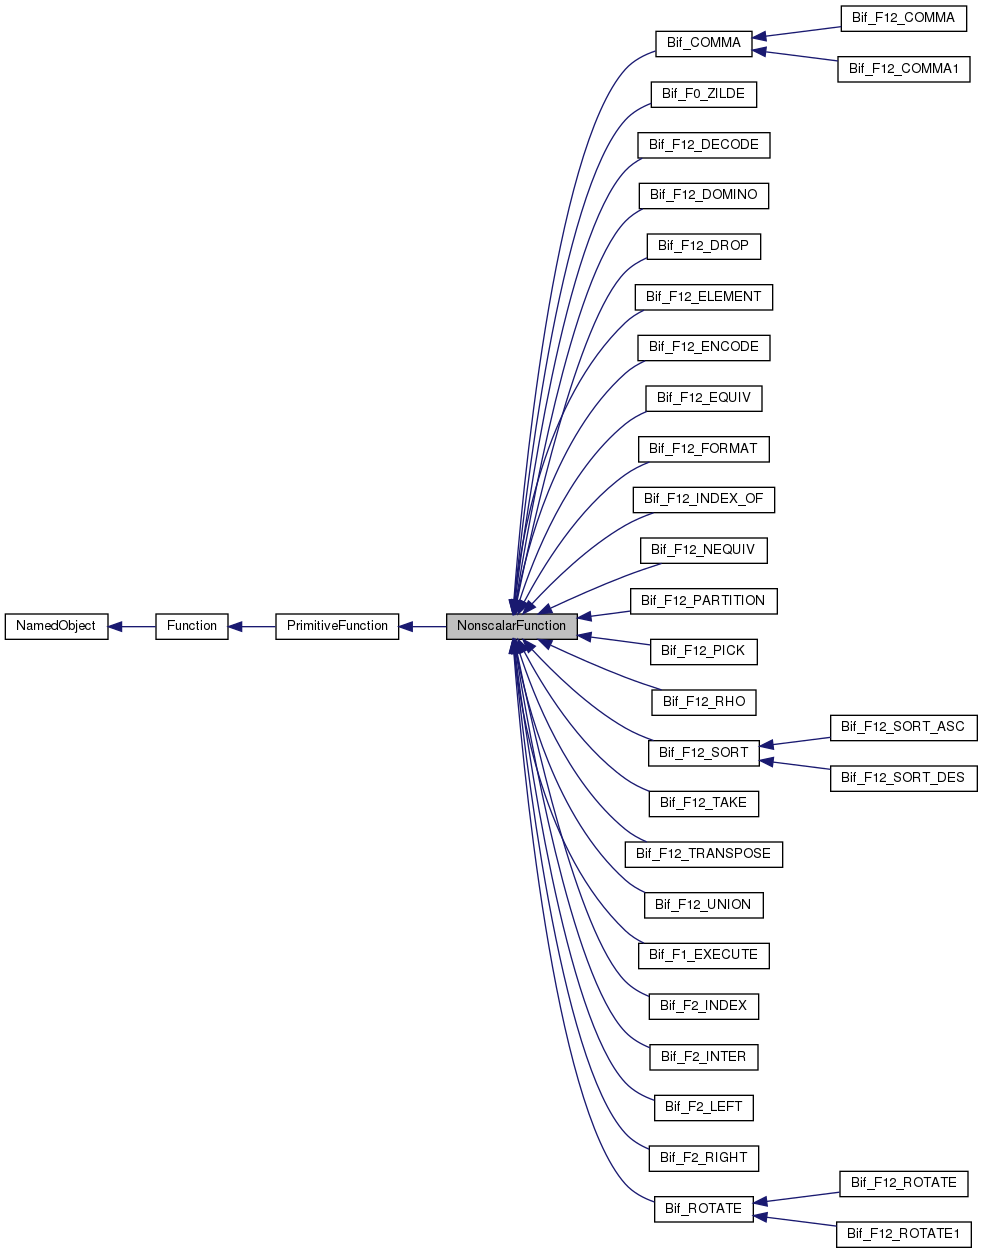 Bif_F12_COMMA
Bif_COMMA
Bif_F12_COMMA1
Bif_F0_ZILDE
Bif_F12_DECODE
Bif_F12_DOMINO
Bif_F12_DROP
Bif_F12_ELEMENT
Bif_F12_ENCODE
Bif_F12_EQUIV
Bif_F12_FORMAT
Bif_F12_INDEX_OF
Bif_F12_NEQUIV
Bif_F12_PARTITION
NamedObject
Function
PrimitiveFunction
NonscalarFunction
Bif_F12_PICK
Bif_F12_RHO
Bif_F12_SORT_ASC
Bif_F12_SORT
Bif_F12_SORT_DES
Bif_F12_TAKE
Bif_F12_TRANSPOSE
Bif_F12_UNION
Bif_F1_EXECUTE
Bif_F2_INDEX
Bif_F2_INTER
Bif_F2_LEFT
Bif_F2_RIGHT
Bif_F12_ROTATE
Bif_ROTATE
Bif_F12_ROTATE1